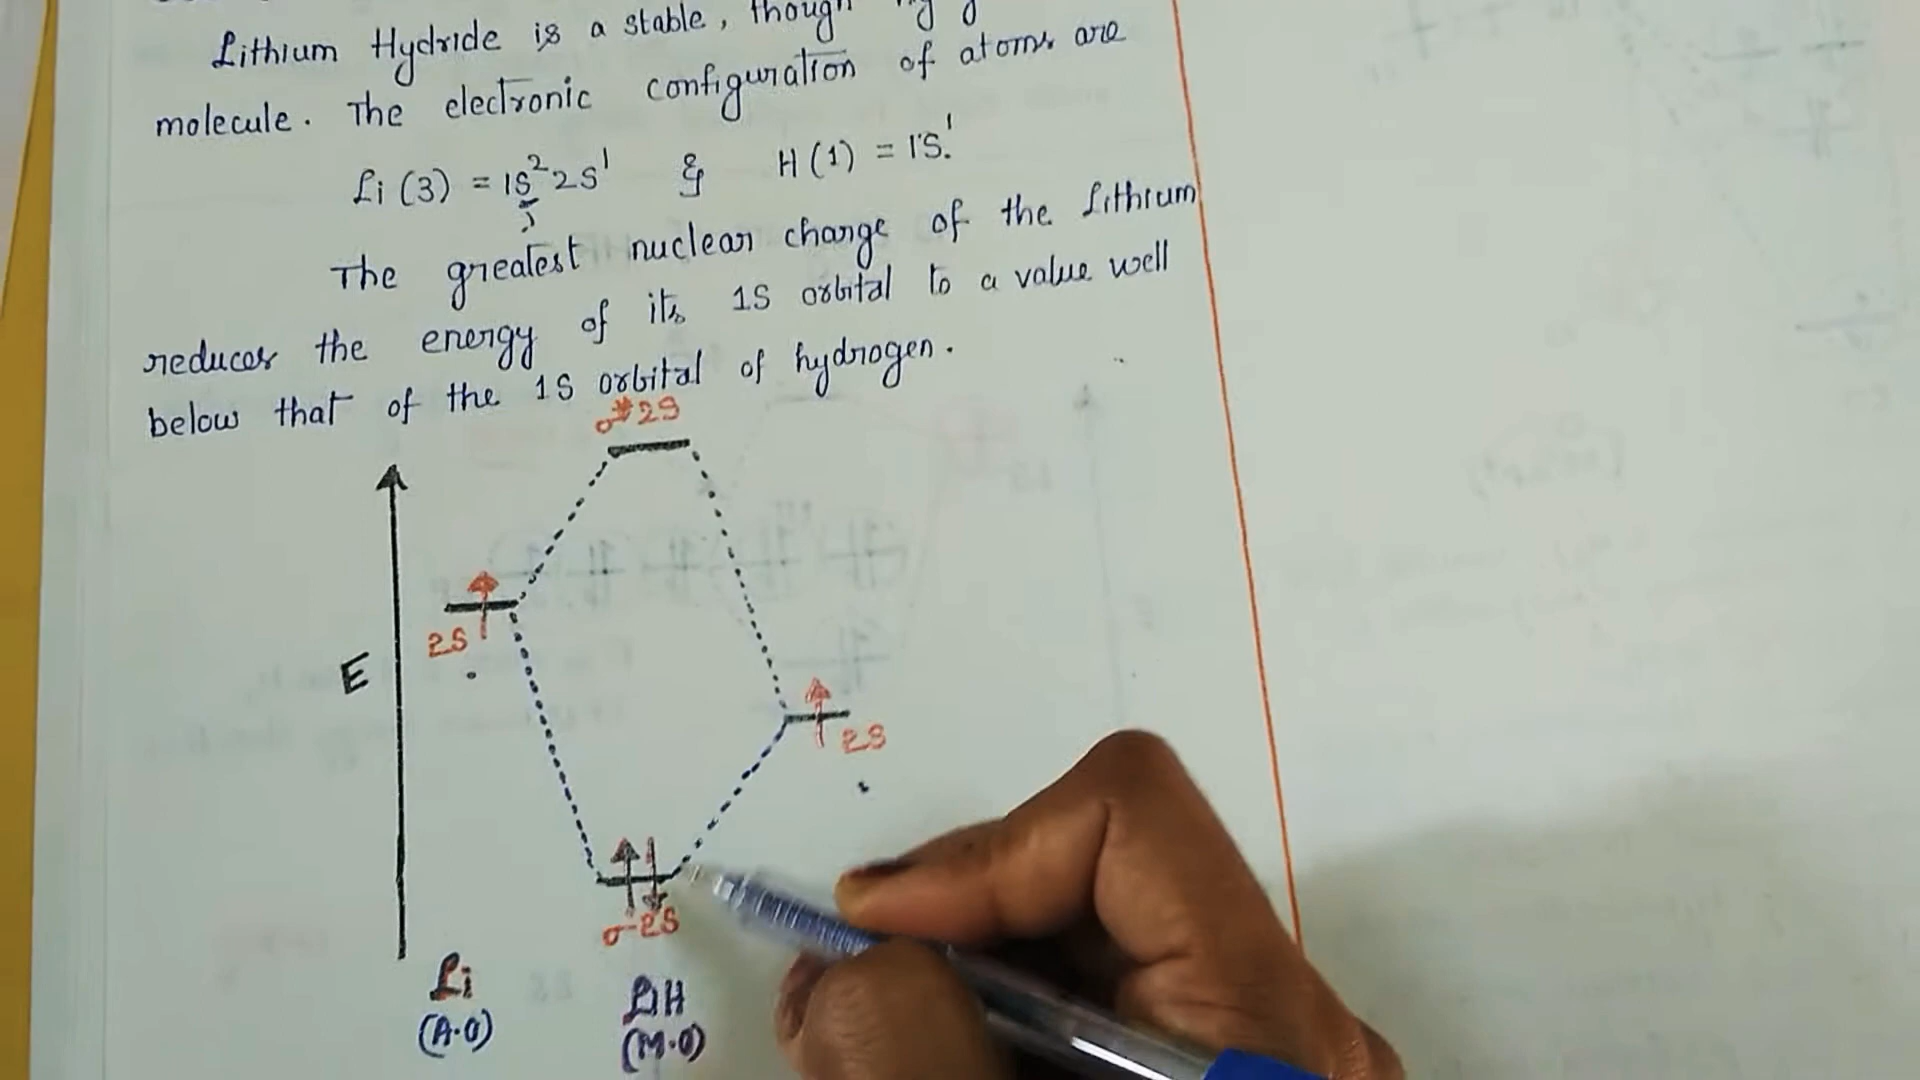 Lithium Hydride is a stable, though
molecule. The electronic configuration of atoms are
Li (3) = 1S² 2S¹ & H (1) = 1S¹.
The greatest nuclear charge of the Lithium
reduces the energy of its 1S orbital to a value well
below that of the 1S orbital of hydrogen.
σ*2S
2S
E
2S
σ2S
Li LiH
(A.O) (M.O)